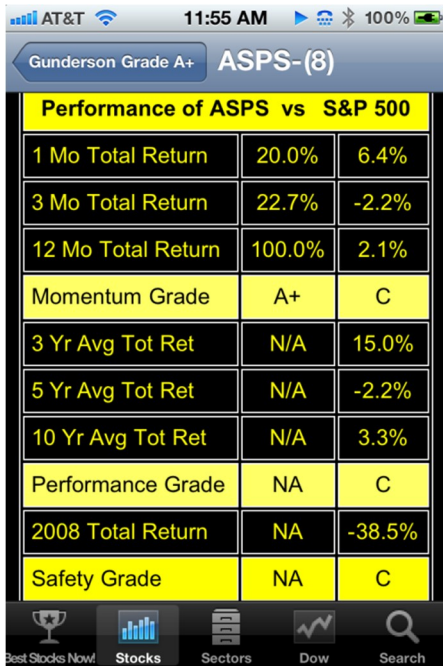 AT&T 11:55 AM 100%
Gunderson Grade A+ ASPS-(8)
Performance of ASPS vs S&P 500
1 Mo Total Return 20.0% 6.4%
3 Mo Total Return 22.7% -2.2%
12 Mo Total Return 100.0% 2.1%
Momentum Grade A+ C
3 Yr Avg Tot Ret N/A 15.0%
5 Yr Avg Tot Ret N/A -2.2%
10 Yr Avg Tot Ret N/A 3.3%
Performance Grade NA C
2008 Total Return NA -38.5%
Safety Grade NA C
Best Stocks Now! Stocks Sectors Dow Search